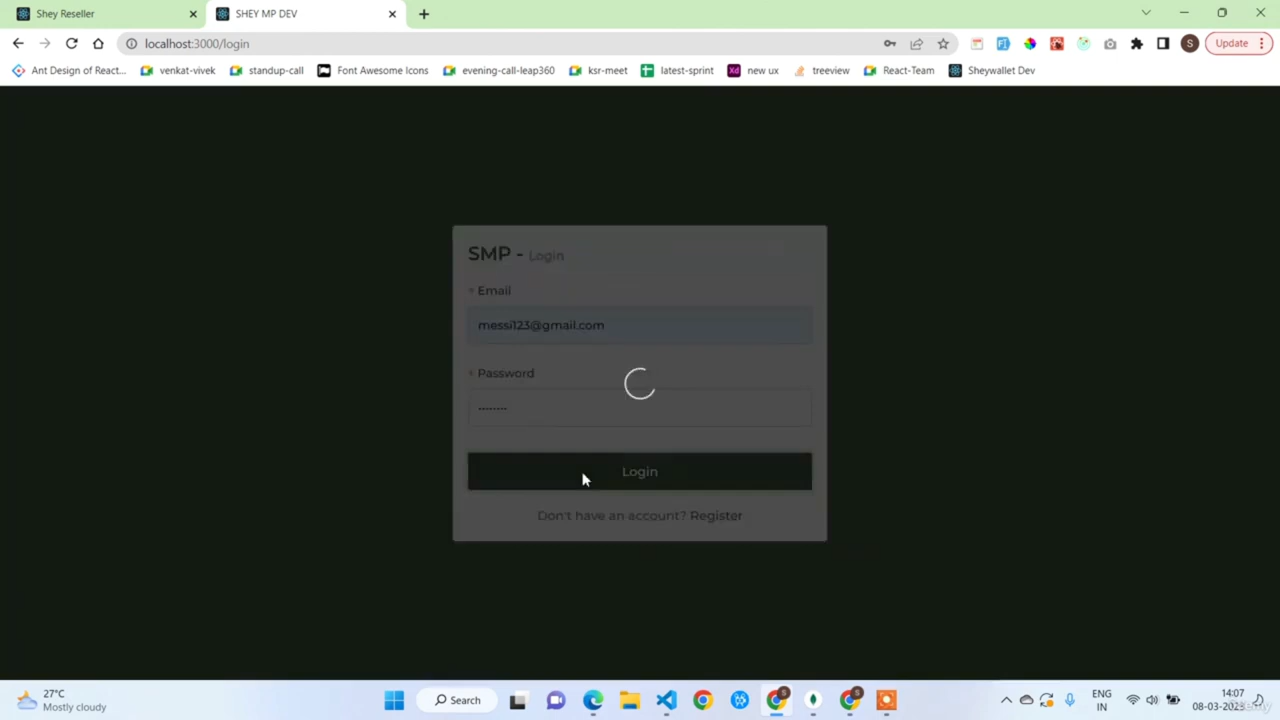 Shey Reseller
SHEY MP DEV
localhost:3000/login
S
Update
Ant Design of React...
venkat-vivek
standup-call
Font Awesome Icons
evening-call-leap360
ksr-meet
latest-sprint
Xd
new ux
treeview
React-Team
Sheywallet Dev
SMP - Login
* Email
messi123@gmail.com
* Password
Login
Don't have an account? Register
27°C
Mostly cloudy
Search
ENG
IN
14:07
08-03-2023